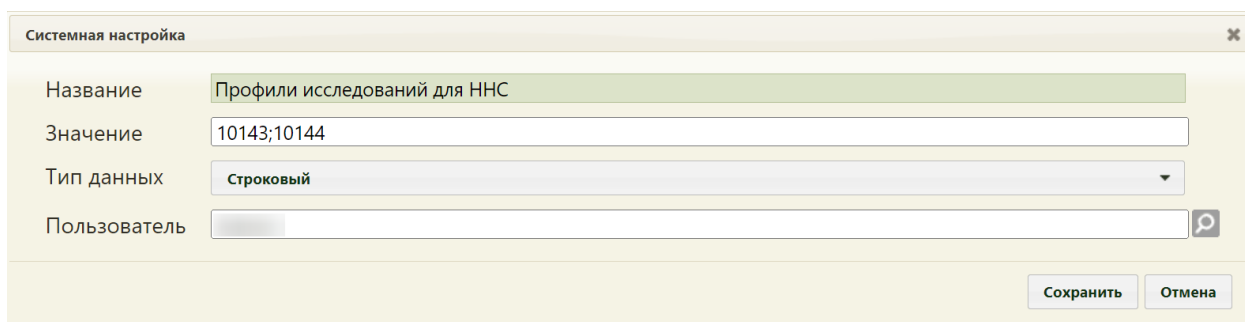 Системная настройка
Название Профили исследований для ННС
Значение 10143;10144
Тип данных Строковый
Пользователь
Сохранить Отмена